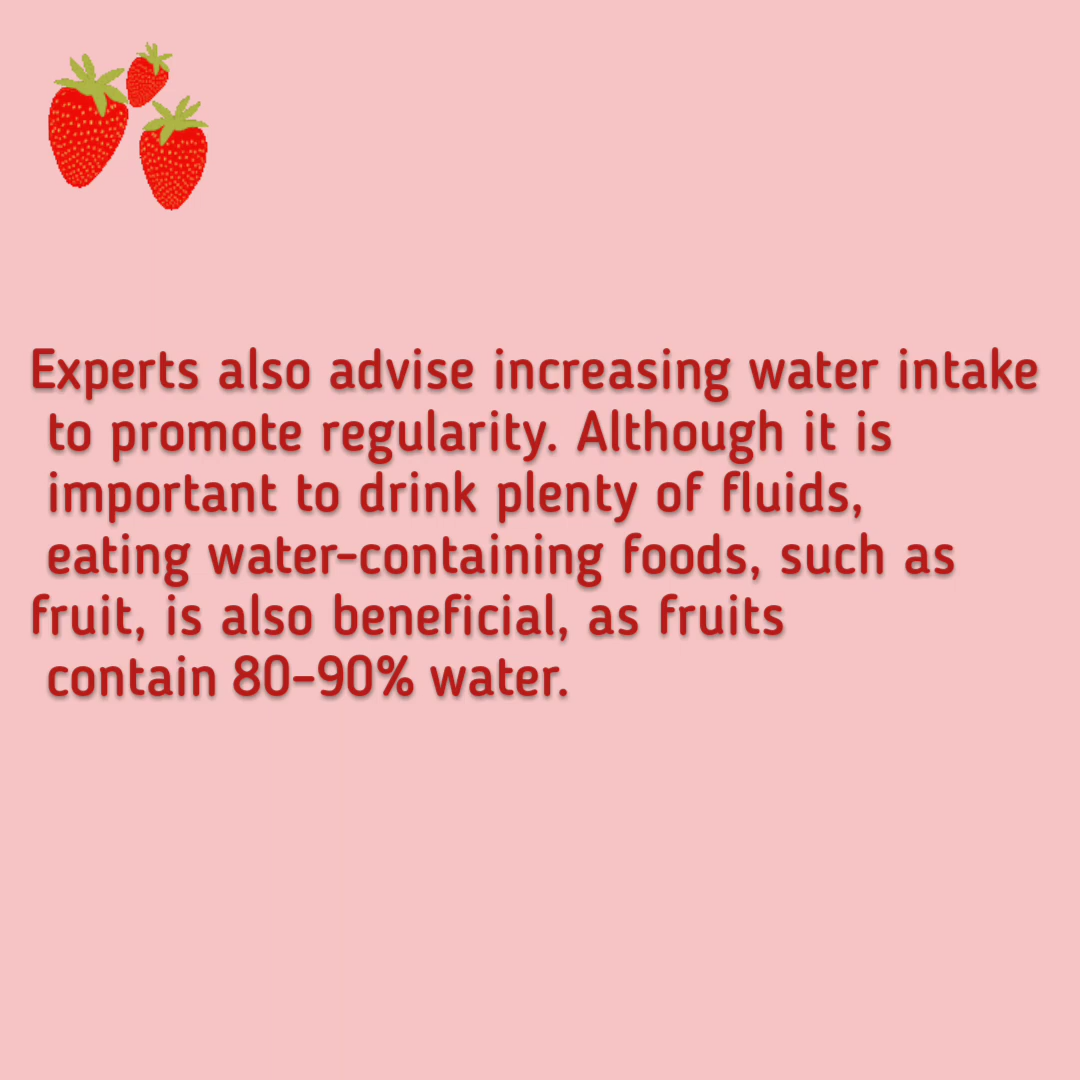 Experts also advise increasing water intake
to promote regularity. Although it is
important to drink plenty of fluids,
eating water-containing foods, such as
fruit, is also beneficial, as fruits
contain 80-90% water.